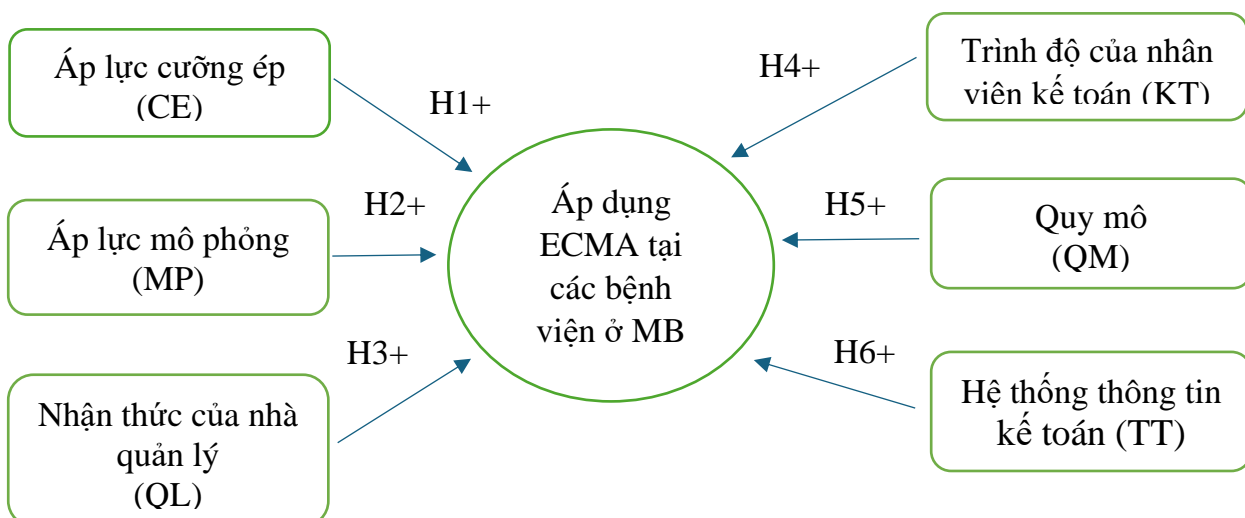 Áp lực cưỡng ép
(CE)
H1+
Áp lực mô phỏng
(MP)
H2+
Nhận thức của nhà
quản lý
(QL)
H3+
Áp dụng
ECMA tại
các bệnh
viện ở MB
H4+
Trình độ của nhân
viên kế toán (KT)
H5+
Quy mô
(QM)
H6+
Hệ thống thông tin
kế toán (TT)